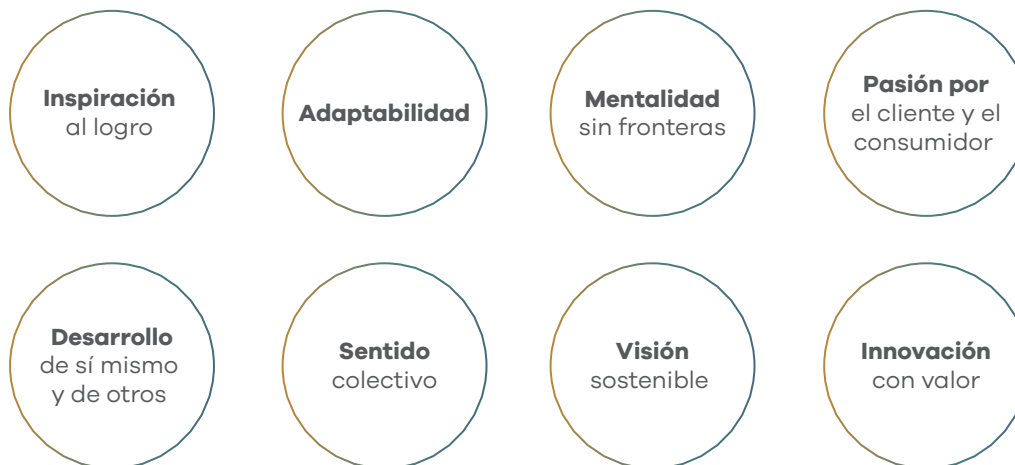 Inspiración
al logro
Adaptabilidad
Mentalidad
sin fronteras
Pasión por
el cliente y el
consumidor
Desarrollo
de sí mismo
y de otros
Sentido
colectivo
Visión
sostenible
Innovación
con valor